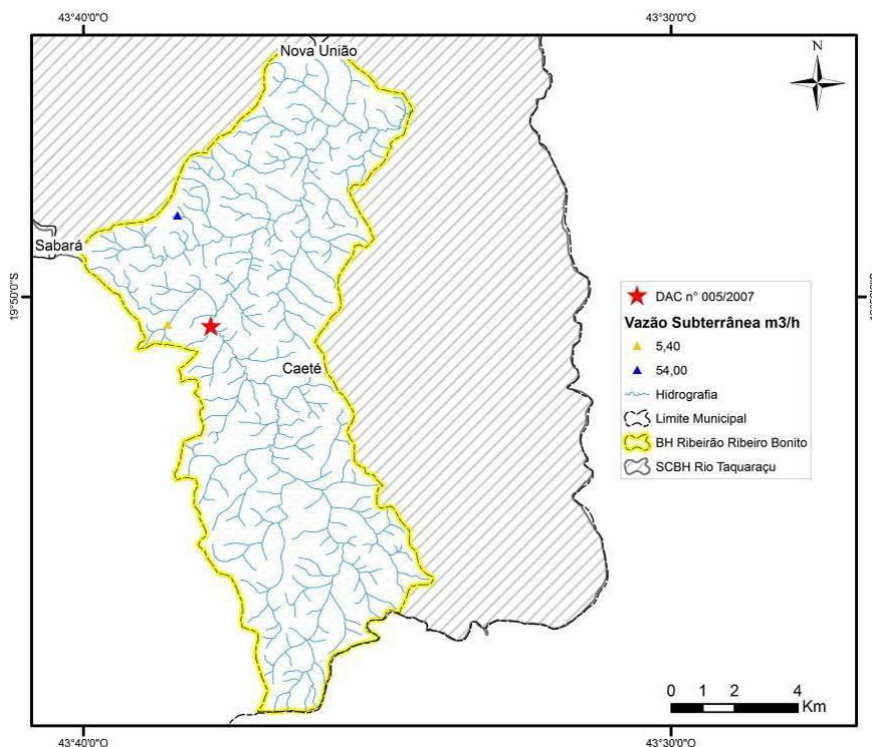 43°40'0"O
43°30'0"O
Nova União
N
Sabará
19°50'0"S
DAC n° 005/2007
Vazão Subterrânea m3/h
5,40
54,00
Caeté
Hidrografia
Limite Municipal
BH Ribeirão Ribeiro Bonito
SCBH Rio Taquaraçu
0 1 2 4
Km
43°40'0"O
43°30'0"O